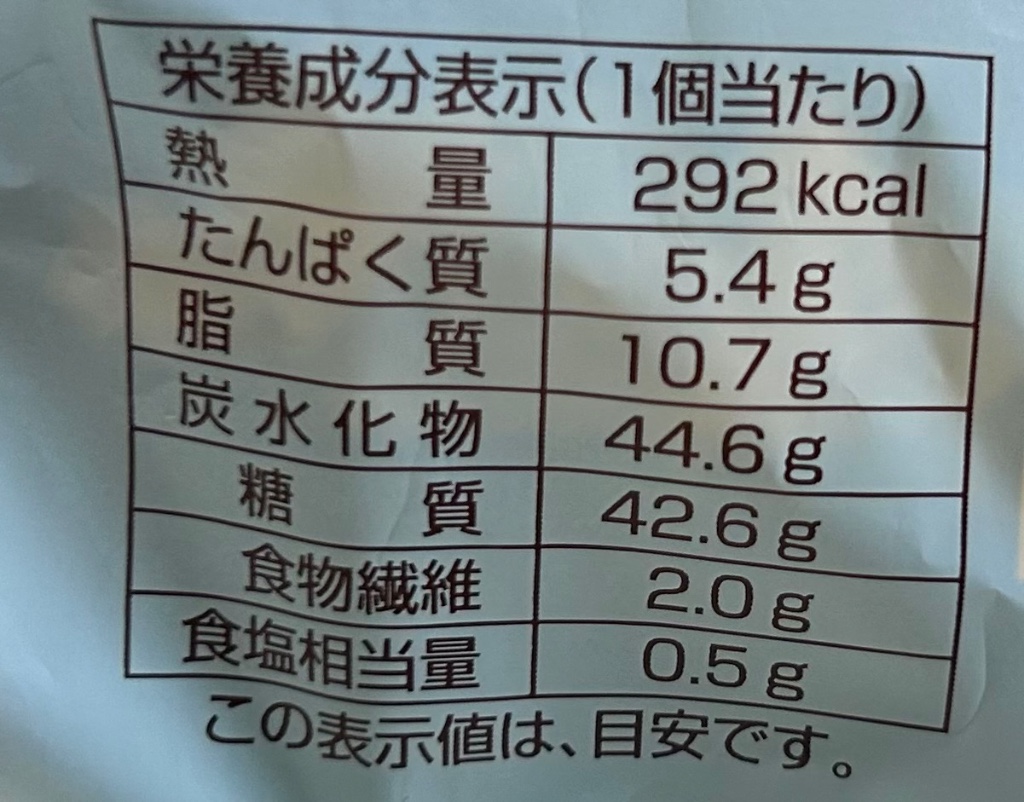 栄養成分表示(1個当たり)
熱量 292 kcal
たんぱく質 5.4 g
脂質 10.7 g
炭水化物 44.6 g
糖質 42.6 g
食物繊維 2.0 g
食塩相当量 0.5 g
この表示値は、目安です。